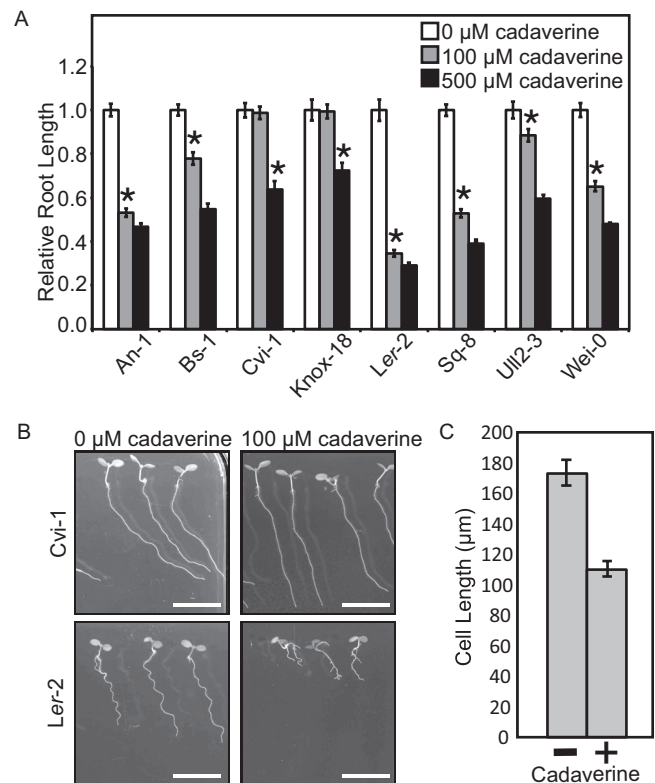 A
0 µM cadaverine
100 µM cadaverine
500 µM cadaverine
Relative Root Length
1.2
1.0
0.8
0.6
0.4
0.2
0.0
*
*
*
*
*
*
*
*
An-1
Bs-1
Cvi-1
Knox-18
Ler-2
Sq-8
Ull2-3
Wei-0
B
0 µM cadaverine
100 µM cadaverine
Cvi-1
Ler-2
C
Cell Length (µm)
200
180
160
140
120
100
80
60
40
20
0
− +
Cadaverine